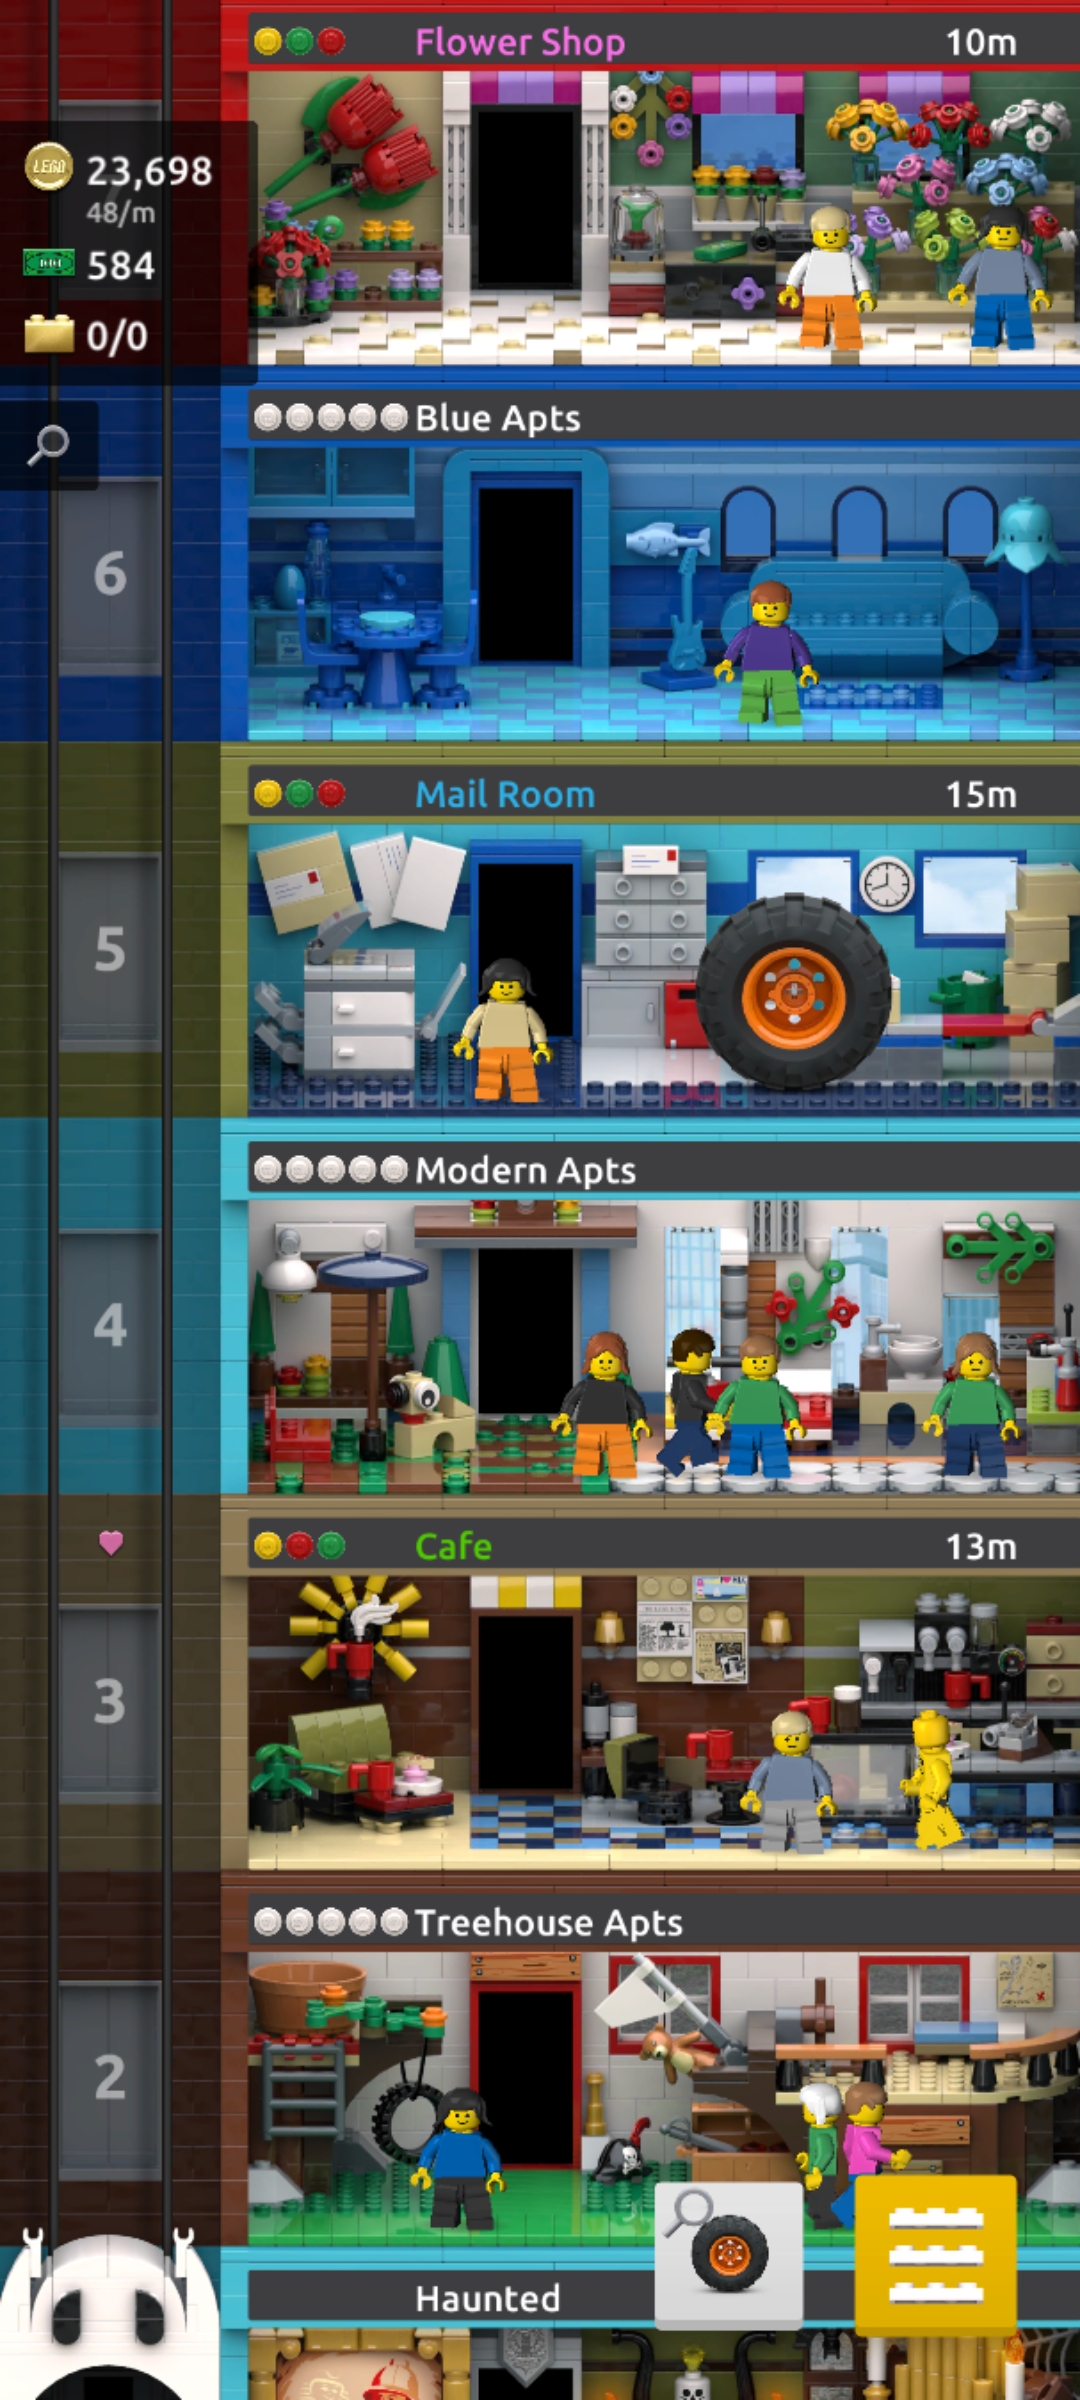 Flower Shop 10m
LEGO 23,698
48/m
584
0/0
Blue Apts
6
Mail Room 15m
5
Modern Apts
4
Cafe 13m
3
Treehouse Apts
2
Haunted